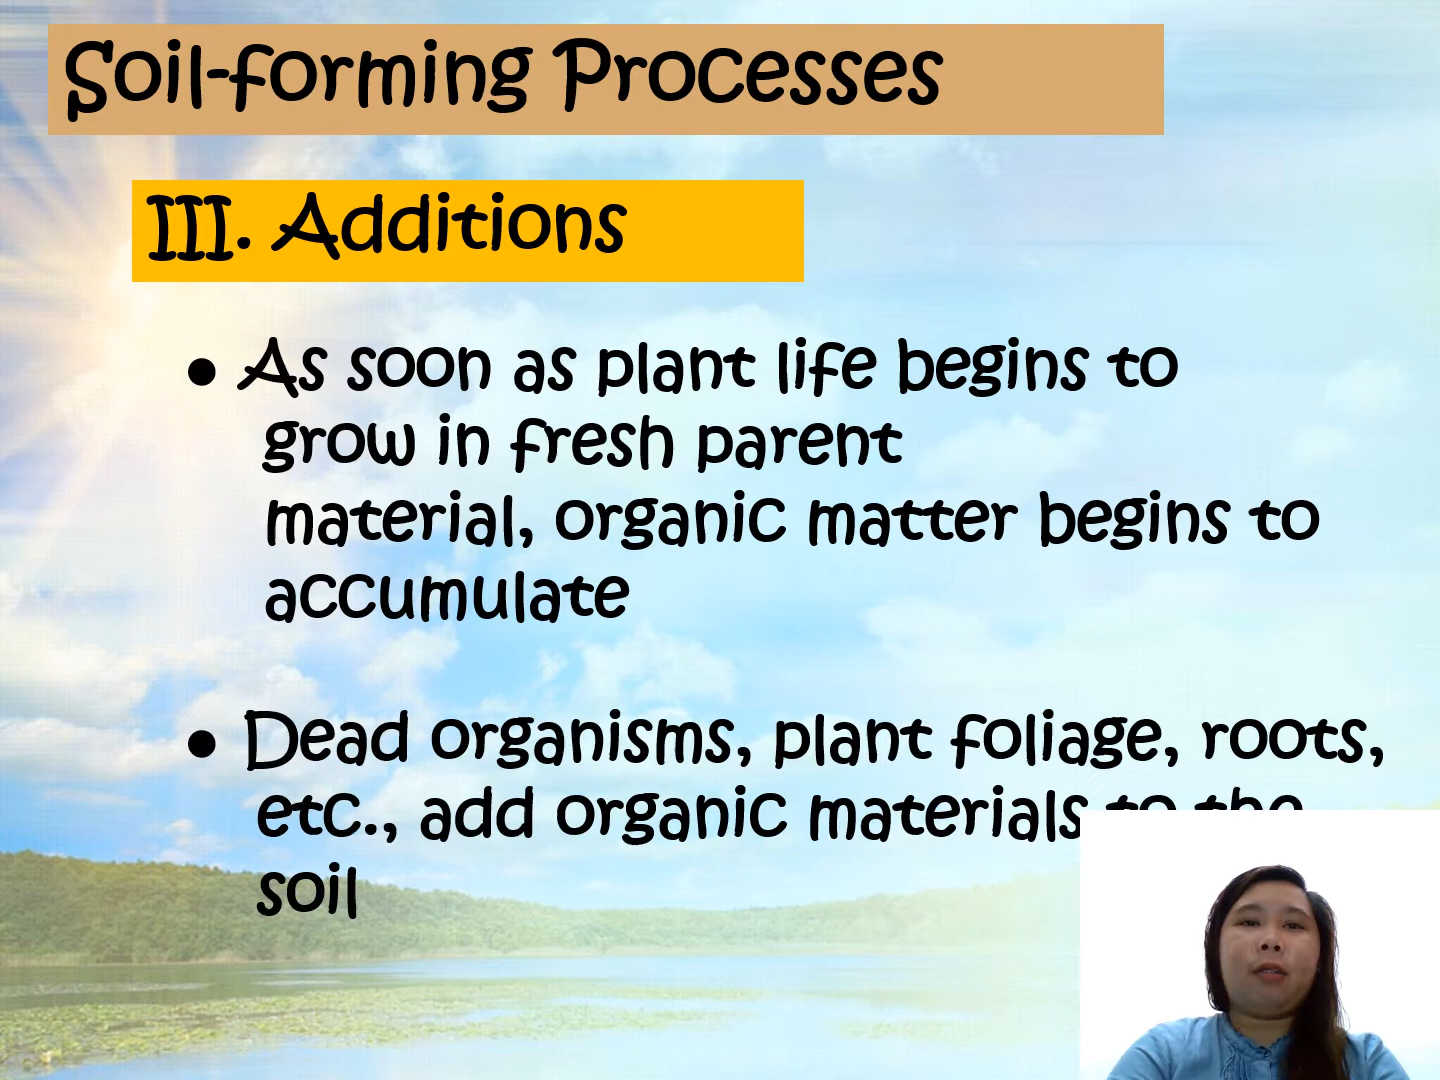 Soil-forming Processes
III. Additions
• As soon as plant life begins to
grow in fresh parent
material, organic matter begins to
accumulate
• Dead organisms, plant foliage, roots,
etc., add organic materials to the
soil